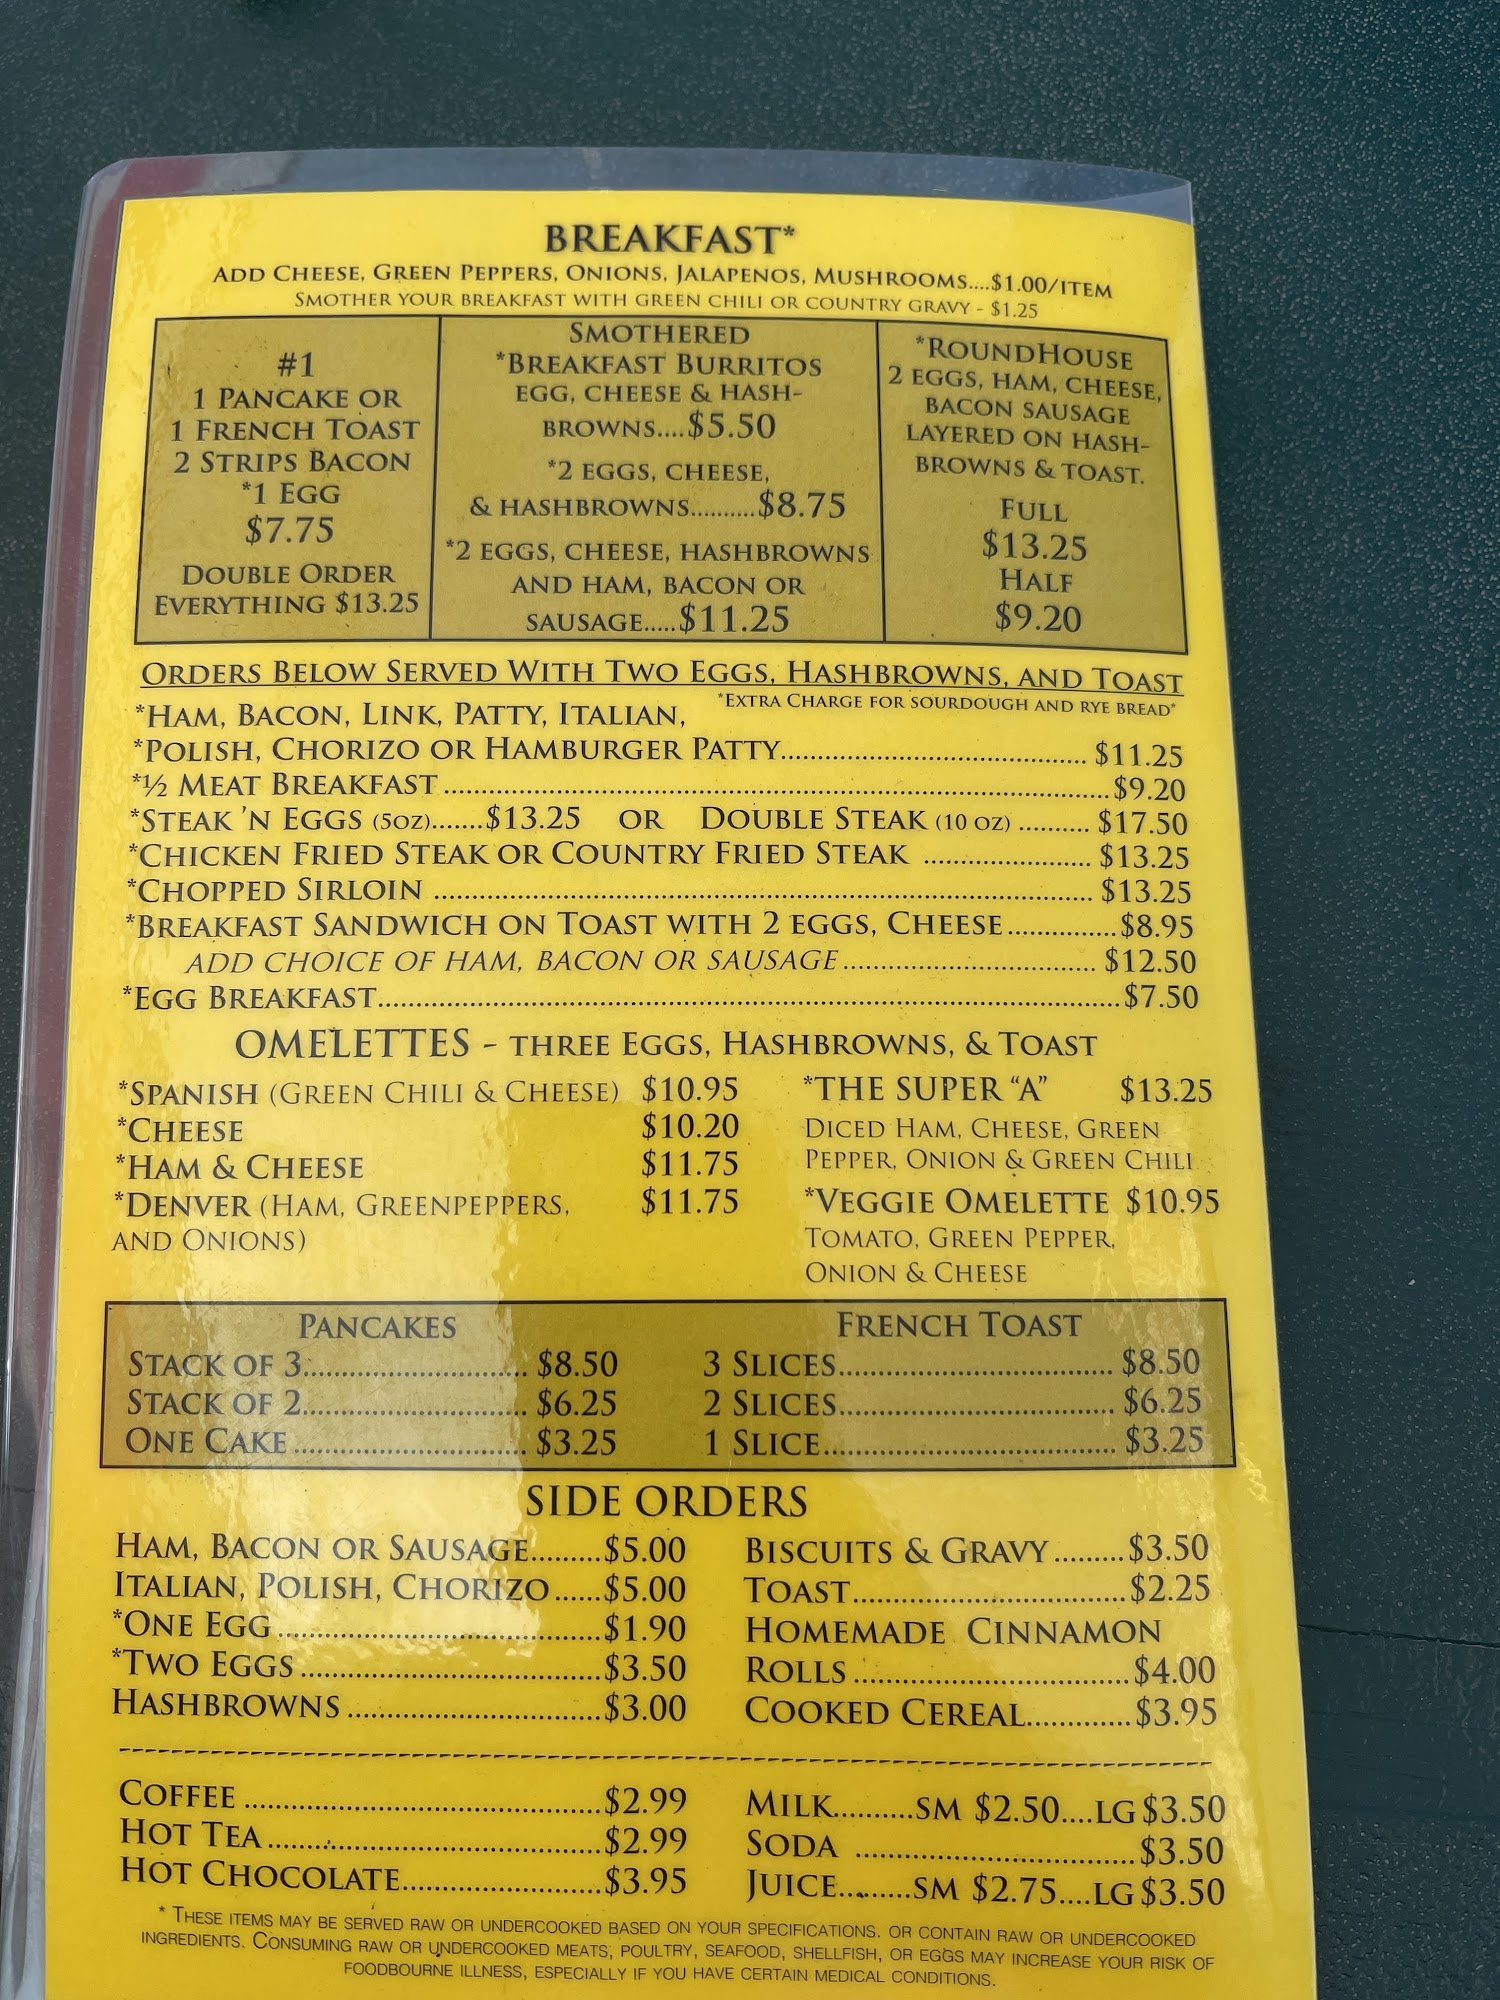 BREAKFAST*
ADD CHEESE, GREEN PEPPERS, ONIONS, JALAPENOS, MUSHROOMS....$1.00/ITEM
SMOTHER YOUR BREAKFAST WITH GREEN CHILI OR COUNTRY GRAVY - $1.25
#1
1 PANCAKE OR
1 FRENCH TOAST
2 STRIPS BACON
*1 EGG
$7.75
DOUBLE ORDER
EVERYTHING $13.25
SMOTHERED
*BREAKFAST BURRITOS
EGG, CHEESE & HASH-
BROWNS....$5.50
*2 EGGS, CHEESE,
& HASHBROWNS..........$8.75
*2 EGGS, CHEESE, HASHBROWNS
AND HAM, BACON OR
SAUSAGE.....$11.25
*ROUNDHOUSE
2 EGGS, HAM, CHEESE,
BACON SAUSAGE
LAYERED ON HASH-
BROWNS & TOAST.
FULL
$13.25
HALF
$9.20
ORDERS BELOW SERVED WITH TWO EGGS, HASHBROWNS, AND TOAST
*EXTRA CHARGE FOR SOURDOUGH AND RYE BREAD*
*HAM, BACON, LINK, PATTY, ITALIAN,
*POLISH, CHORIZO OR HAMBURGER PATTY........................................ $11.25
*½ MEAT BREAKFAST ........................................................................................$9.20
*STEAK 'N EGGS (5OZ).......$13.25 OR DOUBLE STEAK (10 OZ) .......... $17.50
*CHICKEN FRIED STEAK OR COUNTRY FRIED STEAK ...................... $13.25
*CHOPPED SIRLOIN ....................................................................................... $13.25
*BREAKFAST SANDWICH ON TOAST WITH 2 EGGS, CHEESE...............$8.95
ADD CHOICE OF HAM, BACON OR SAUSAGE................................. $12.50
*EGG BREAKFAST.................................................................................................$7.50
OMELETTES - THREE EGGS, HASHBROWNS, & TOAST
*SPANISH (GREEN CHILI & CHEESE) $10.95
*CHEESE $10.20
*HAM & CHEESE $11.75
*DENVER (HAM, GREENPEPPERS, $11.75
AND ONIONS)
*THE SUPER “A” $13.25
DICED HAM, CHEESE, GREEN
PEPPER, ONION & GREEN CHILI
*VEGGIE OMELETTE $10.95
TOMATO, GREEN PEPPER,
ONION & CHEESE
PANCAKES
STACK OF 3............................. $8.50
STACK OF 2............................. $6.25
ONE CAKE.............................. $3.25
FRENCH TOAST
3 SLICES.................................... $8.50
2 SLICES.................................... $6.25
1 SLICE...................................... $3.25
SIDE ORDERS
HAM, BACON OR SAUSAGE.........$5.00
ITALIAN, POLISH, CHORIZO......$5.00
*ONE EGG..........................................$1.90
*TWO EGGS.......................................$3.50
HASHBROWNS.................................$3.00
BISCUITS & GRAVY.........$3.50
TOAST....................................$2.25
HOMEMADE CINNAMON
ROLLS....................................$4.00
COOKED CEREAL.............$3.95
COFFEE..............................................$2.99
HOT TEA...........................................$2.99
HOT CHOCOLATE..........................$3.95
MILK..........SM $2.50....LG $3.50
SODA ....................................$3.50
JUICE.........SM $2.75....LG $3.50
* THESE ITEMS MAY BE SERVED RAW OR UNDERCOOKED BASED ON YOUR SPECIFICATIONS. OR CONTAIN RAW OR UNDERCOOKED
INGREDIENTS. CONSUMING RAW OR UNDERCOOKED MEATS, POULTRY, SEAFOOD, SHELLFISH, OR EGGS MAY INCREASE YOUR RISK OF
FOODBOURNE ILLNESS, ESPECIALLY IF YOU HAVE CERTAIN MEDICAL CONDITIONS.